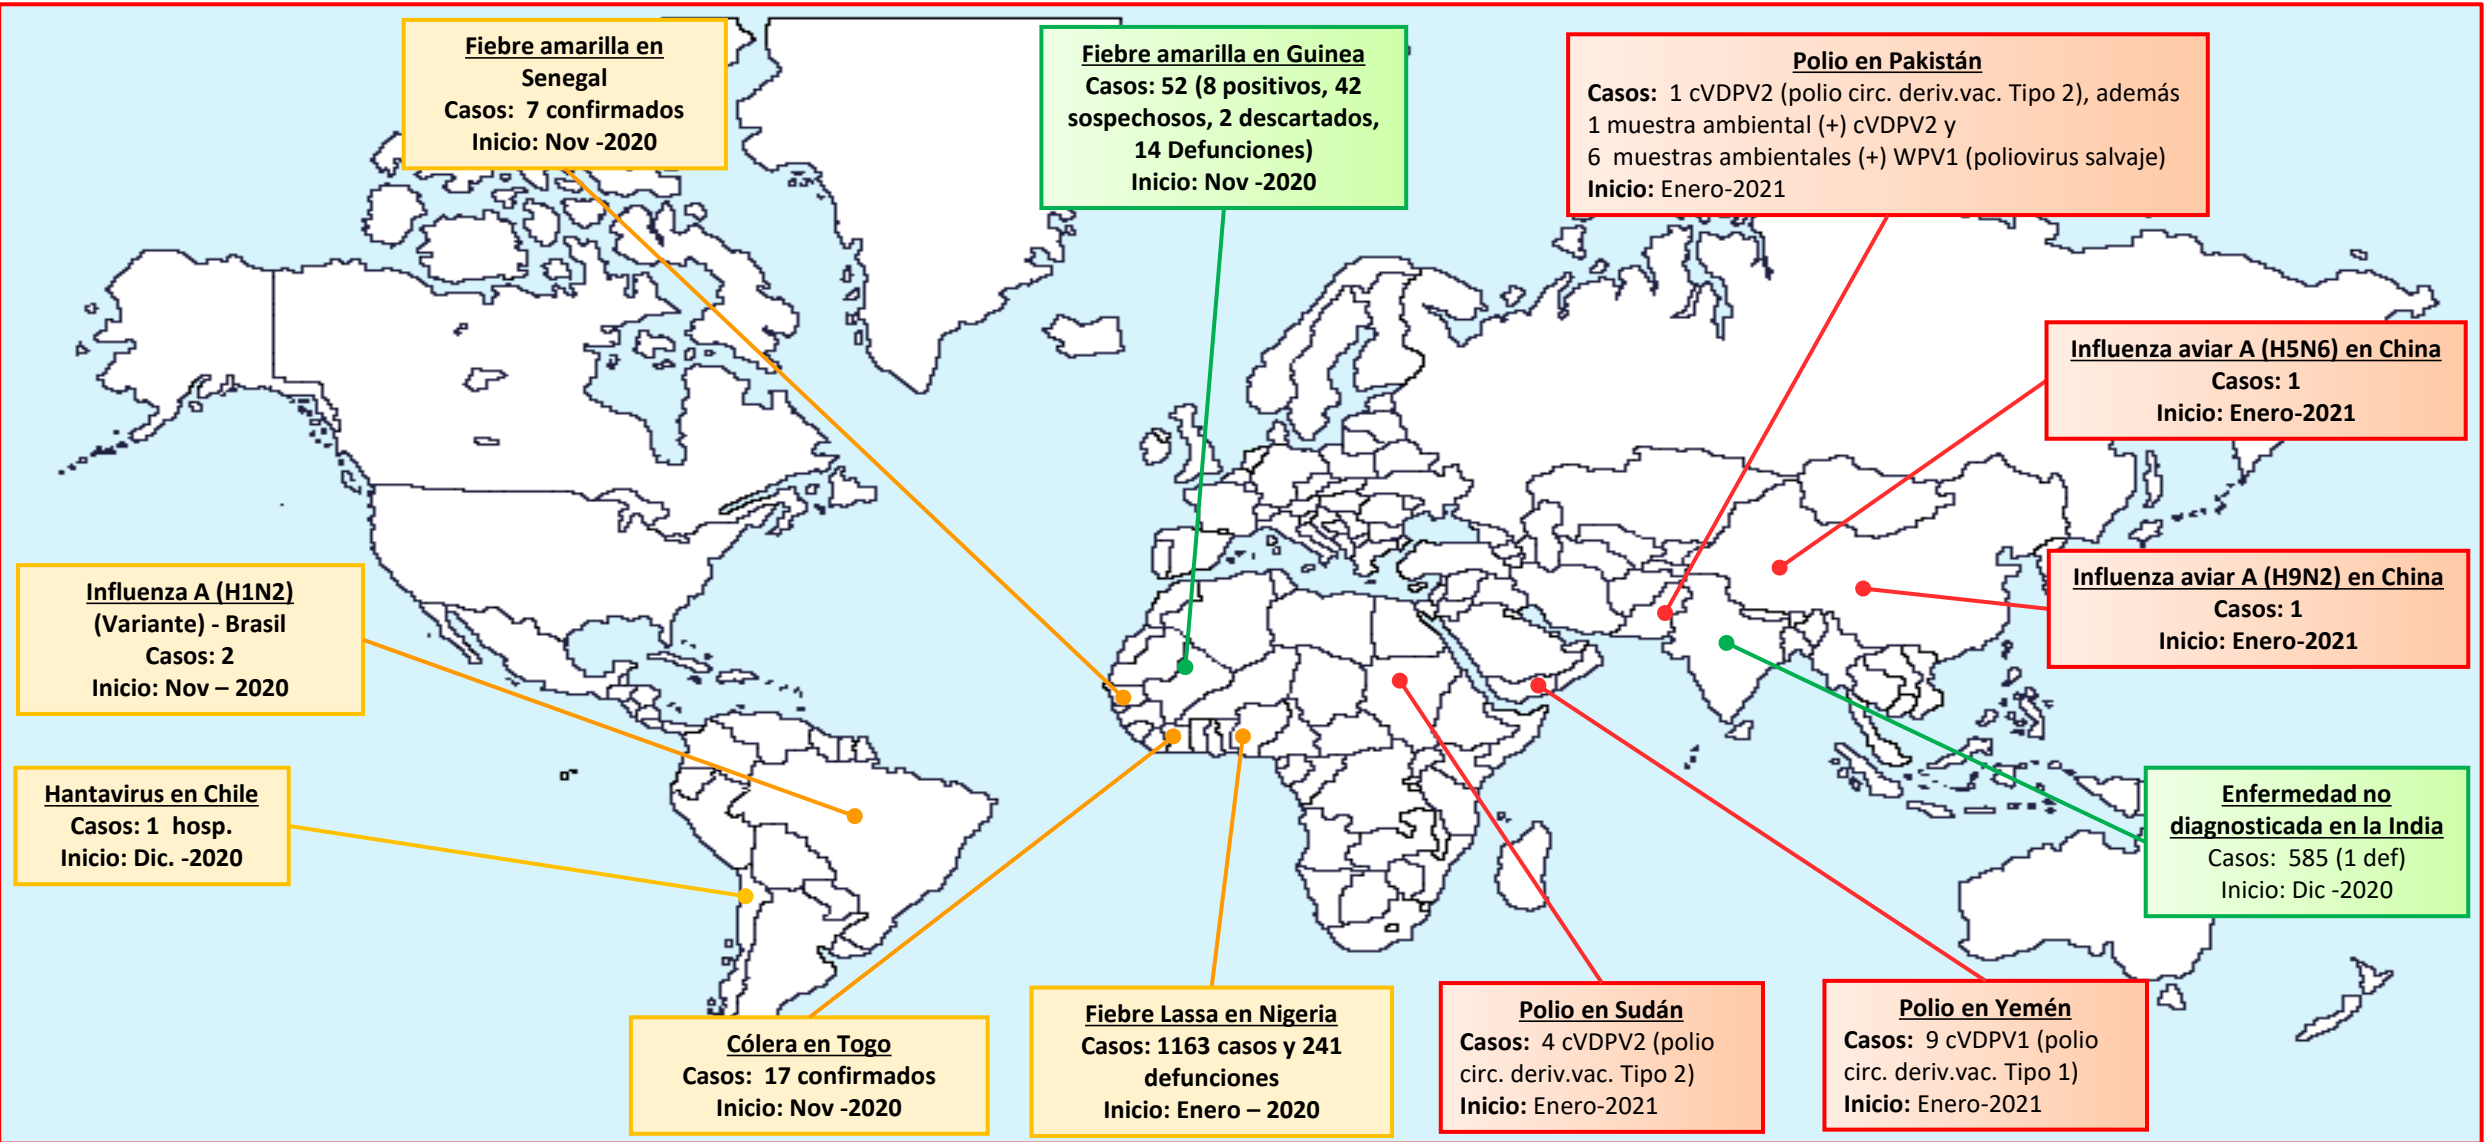 Fiebre amarilla en
Senegal
Casos: 7 confirmados
Inicio: Nov -2020
Fiebre amarilla en Guinea
Casos: 52 (8 positivos, 42
sospechosos, 2 descartados,
14 Defunciones)
Inicio: Nov -2020
Polio en Pakistán
Casos: 1 cVDPV2 (polio circ. deriv.vac. Tipo 2), además
1 muestra ambiental (+) cVDPV2 y
6 muestras ambientales (+) WPV1 (poliovirus salvaje)
Inicio: Enero-2021
Influenza aviar A (H5N6) en China
Casos: 1
Inicio: Enero-2021
Influenza aviar A (H9N2) en China
Casos: 1
Inicio: Enero-2021
Influenza A (H1N2)
(Variante) - Brasil
Casos: 2
Inicio: Nov – 2020
Hantavirus en Chile
Casos: 1 hosp.
Inicio: Dic. -2020
Enfermedad no
diagnosticada en la India
Casos: 585 (1 def)
Inicio: Dic -2020
Cólera en Togo
Casos: 17 confirmados
Inicio: Nov -2020
Fiebre Lassa en Nigeria
Casos: 1163 casos y 241
defunciones
Inicio: Enero – 2020
Polio en Sudán
Casos: 4 cVDPV2 (polio
circ. deriv.vac. Tipo 2)
Inicio: Enero-2021
Polio en Yemén
Casos: 9 cVDPV1 (polio
circ. deriv.vac. Tipo 1)
Inicio: Enero-2021